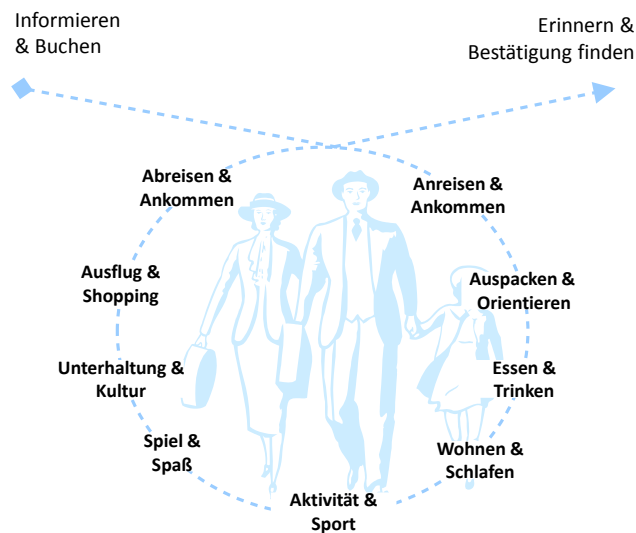 Informieren
& Buchen
Erinnern &
Bestätigung finden
Abreisen &
Ankommen
Anreisen &
Ankommen
Ausflug &
Shopping
Auspacken &
Orientieren
Unterhaltung &
Kultur
Essen &
Trinken
Spiel &
Spaß
Wohnen &
Schlafen
Aktivität &
Sport